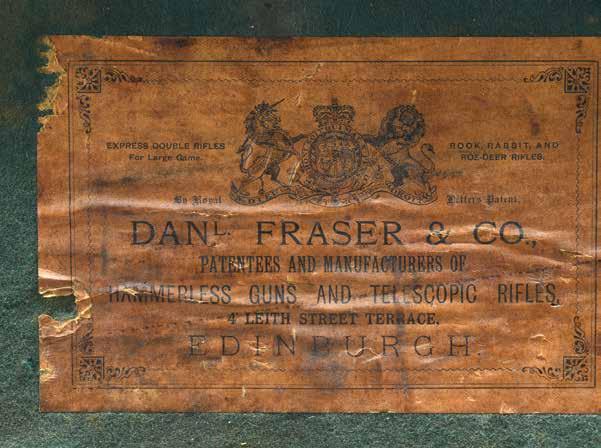 EXPRESS DOUBLE RIFLES
For Large Game.
ROOK, RABBIT, AND
ROE-DEER RIFLES.
By Royal
Letters Patent.
DANL. FRASER & CO.,
PATENTEES AND MANUFACTURERS OF
HAMMERLESS GUNS AND TELESCOPIC RIFLES,
4 LEITH STREET TERRACE,
EDINBURGH.